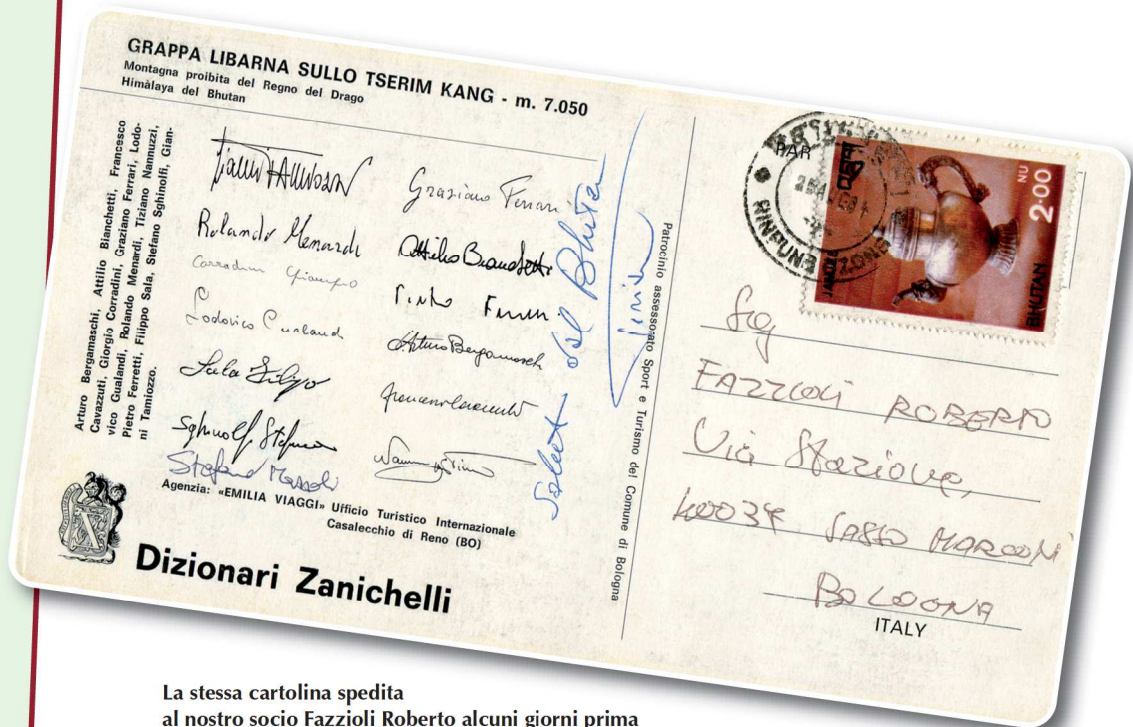 GRAPPA LIBARNA SULLO TSERIM KANG - m. 7.050
Montagna proibita del Regno del Drago
Himàlaya del Bhutan
Arturo Bergamaschi, Attilio Bianchetti, Francesco
Cavazzuti, Giorgio Corradini, Graziano Ferrari, Lodo-
vico Gualandi, Rolando Menardi, Tiziano Nannuzzi,
Pietro Ferretti, Filippo Sala, Stefano Sghinolfi, Gian-
ni Tamiozzo.
Graziano Ferrari
Rolando Menardi
Attilio Bianchetti
Arturo Bergamaschi
Sala Filippo
Sghinolfi Stefano
Stefano
Saluti dal Bhutan
Agenzia: «EMILIA VIAGGI» Ufficio Turistico Internazionale
Casalecchio di Reno (BO)
Dizionari Zanichelli
Patrocinio assessorato Sport e Turismo del Comune di Bologna
PAR
RINPUNG
DZONG
2·00 NU
BHUTAN
Sig
FAZZIOLI ROBERTO
Via Stazione,
40037 SASSO MARCONI
BOLOGNA
ITALY
La stessa cartolina spedita
al nostro socio Fazzioli Roberto alcuni giorni prima